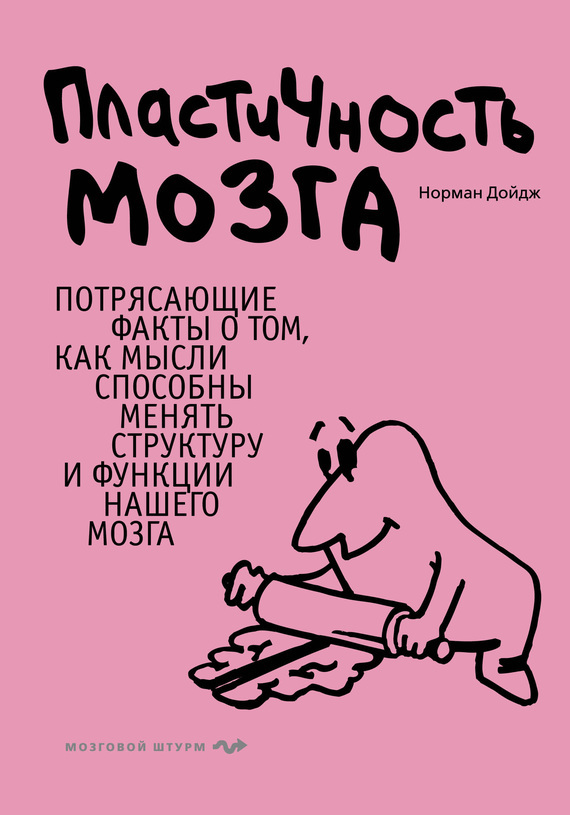 Пластичность
мозга
Норман Дойдж
ПОТРЯСАЮЩИЕ
ФАКТЫ О ТОМ,
КАК МЫСЛИ
СПОСОБНЫ
МЕНЯТЬ
СТРУКТУРУ
И ФУНКЦИИ
НАШЕГО
МОЗГА
МОЗГОВОЙ ШТУРМ